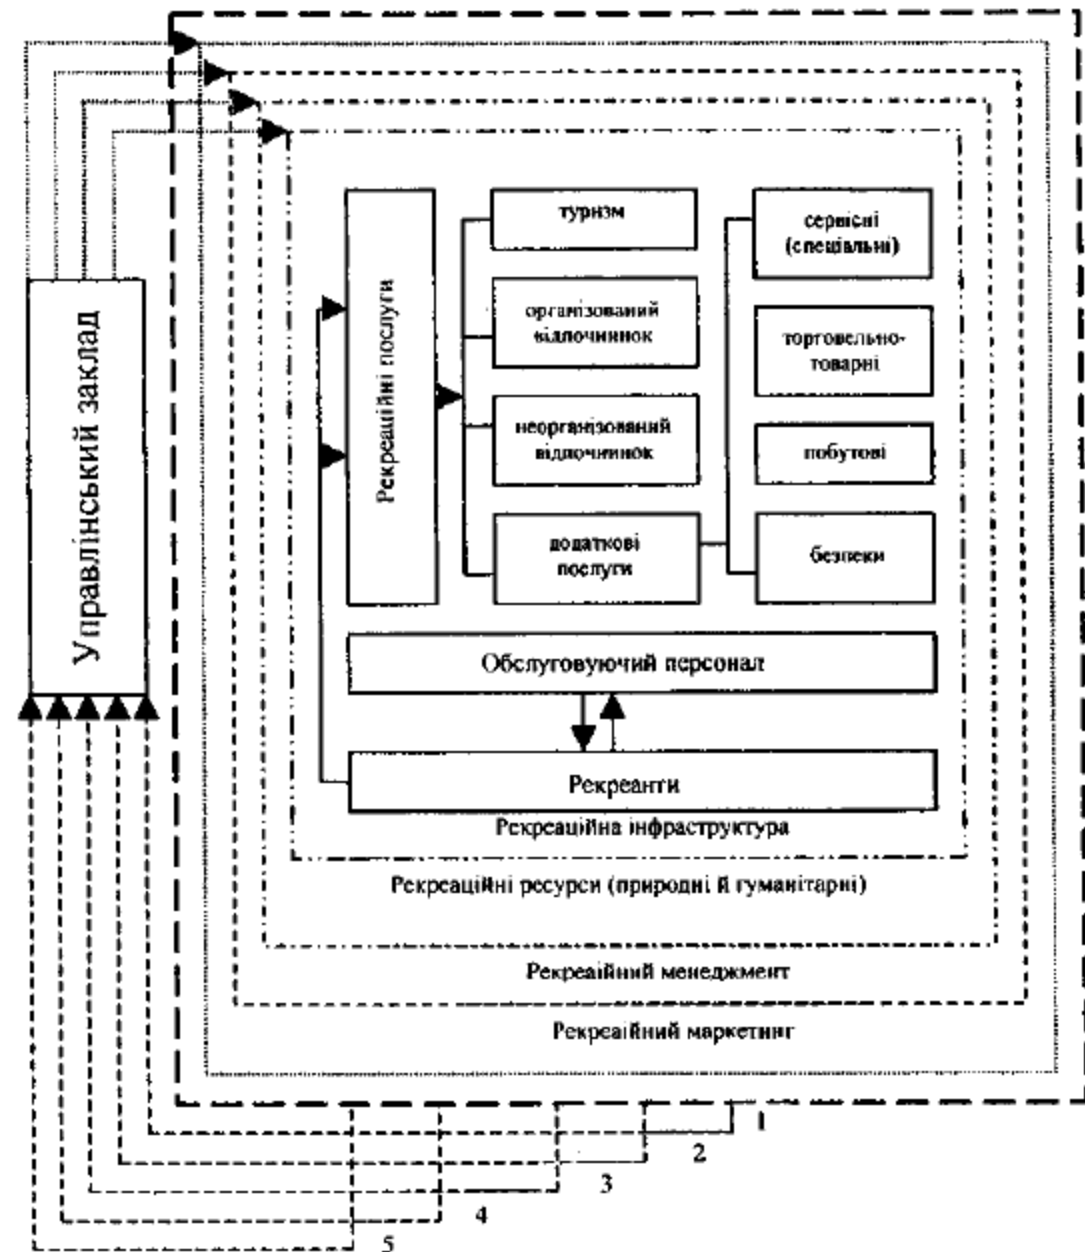 Управлінський заклад
Рекреаційні послуги
туризм
організований
відпочинок
неорганізований
відпочинок
додаткові
послуги
сервісні
(спеціальні)
торговельно-
товарні
побутові
безпеки
Обслуговуючий персонал
Рекреанти
Рекреаційна інфраструктура
Рекреаційні ресурси (природні й гуманітарні)
Рекреаійний менеджмент
Рекреаійний маркетинг
1
2
3
4
5